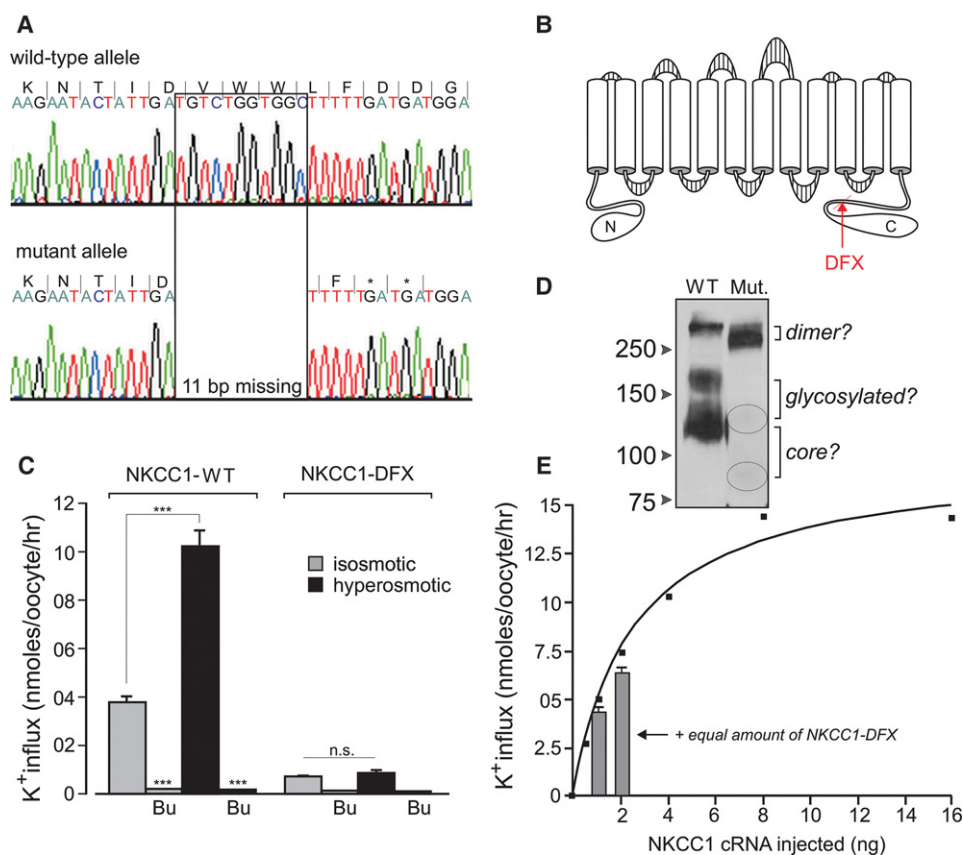 A
wild-type allele
K N T I D V W W L F D D G
AAGAATACTATTGATGTCTGGTGGCTTTTTGATGATGGA
mutant allele
K N T I D F * *
AAGAATACTATTGA TTTTTGATGATGGA
11 bp missing
B
N
C
DFX
C
NKCC1-WT
NKCC1-DFX
K+ influx (nmoles/oocyte/hr)
12
10
08
06
04
02
0
***
***
***
n.s.
isosmotic
hyperosmotic
Bu
Bu
Bu
Bu
D
WT Mut.
250
150
100
75
dimer?
glycosylated?
core?
E
K+ influx (nmoles/oocyte/hr)
15
12.5
10
7.5
05
2.5
0
+ equal amount of NKCC1-DFX
2
4
6
8
10
12
14
16
NKCC1 cRNA injected (ng)